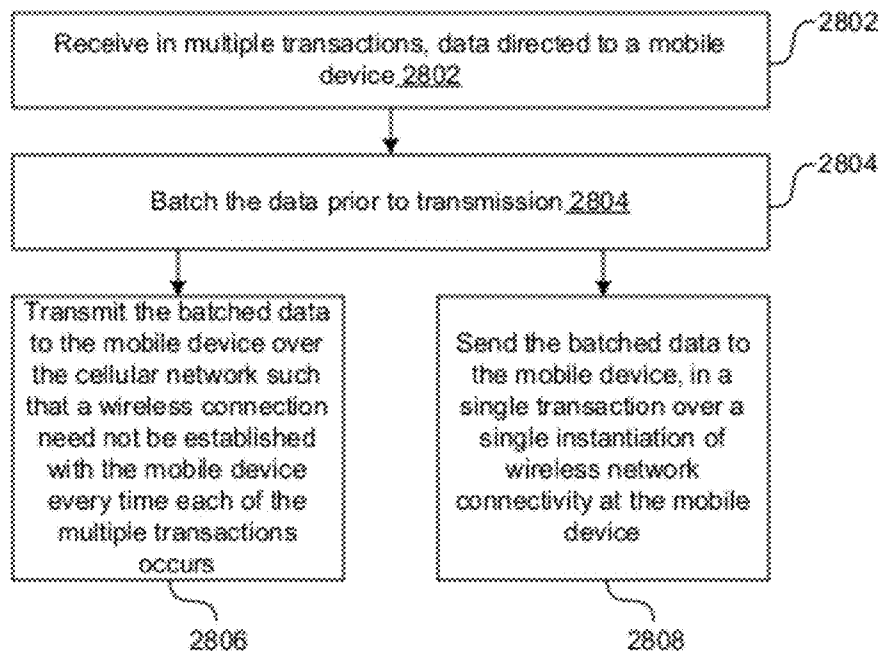 Receive in multiple transactions, data directed to a mobile
device 2802
2802
Batch the data prior to transmission 2804
2804
Transmit the batched data
to the mobile device over
the cellular network such
that a wireless connection
need not be established
with the mobile device
every time each of the
multiple transactions
occurs
2806
Send the batched data to
the mobile device, in a
single transaction over a
single instantiation of
wireless network
connectivity at the mobile
device
2808